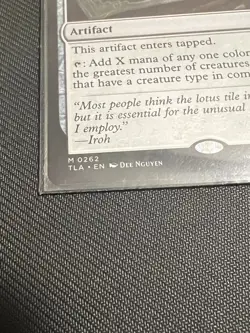 Artifact
This artifact enters tapped.
: Add X mana of any one color
the greatest number of creatures
that have a creature type in com
"Most people think the lotus tile in
but it is essential for the unusual
I employ."
—Iroh
M 0262
TLA • EN DEE NGUYEN